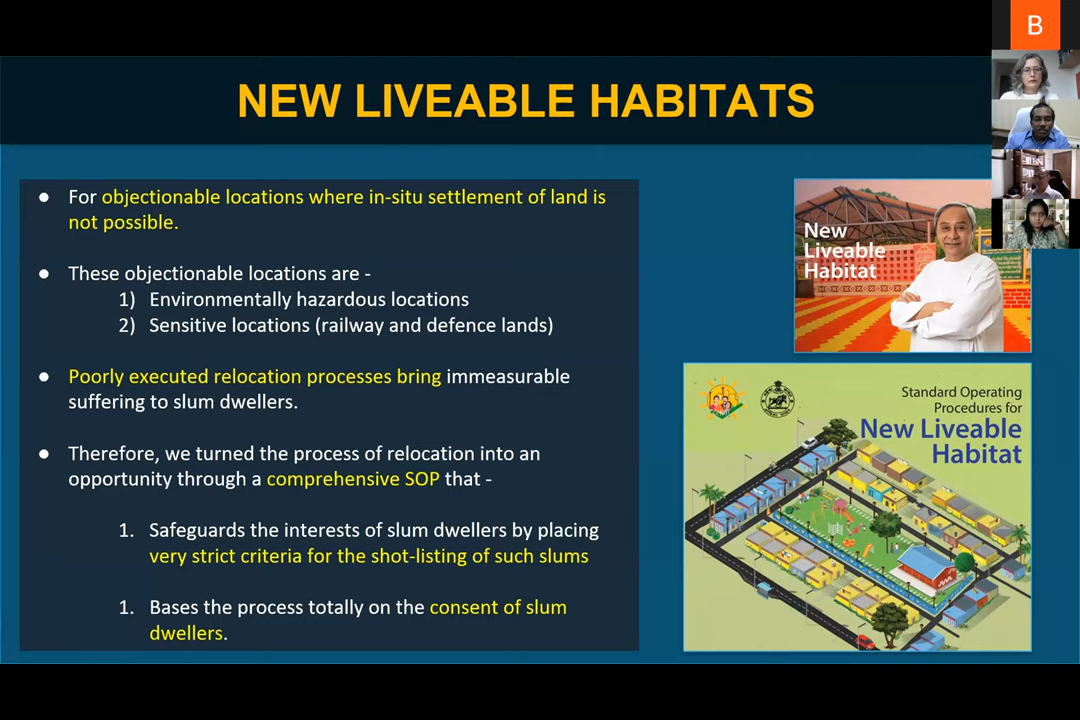 B
NEW LIVEABLE HABITATS
● For objectionable locations where in-situ settlement of land is
not possible.
● These objectionable locations are -
1) Environmentally hazardous locations
2) Sensitive locations (railway and defence lands)
● Poorly executed relocation processes bring immeasurable
suffering to slum dwellers.
● Therefore, we turned the process of relocation into an
opportunity through a comprehensive SOP that -
1. Safeguards the interests of slum dwellers by placing
very strict criteria for the shot-listing of such slums
1. Bases the process totally on the consent of slum
dwellers.
New
Liveable
Habitat
Standard Operating
Procedures for
New Liveable
Habitat